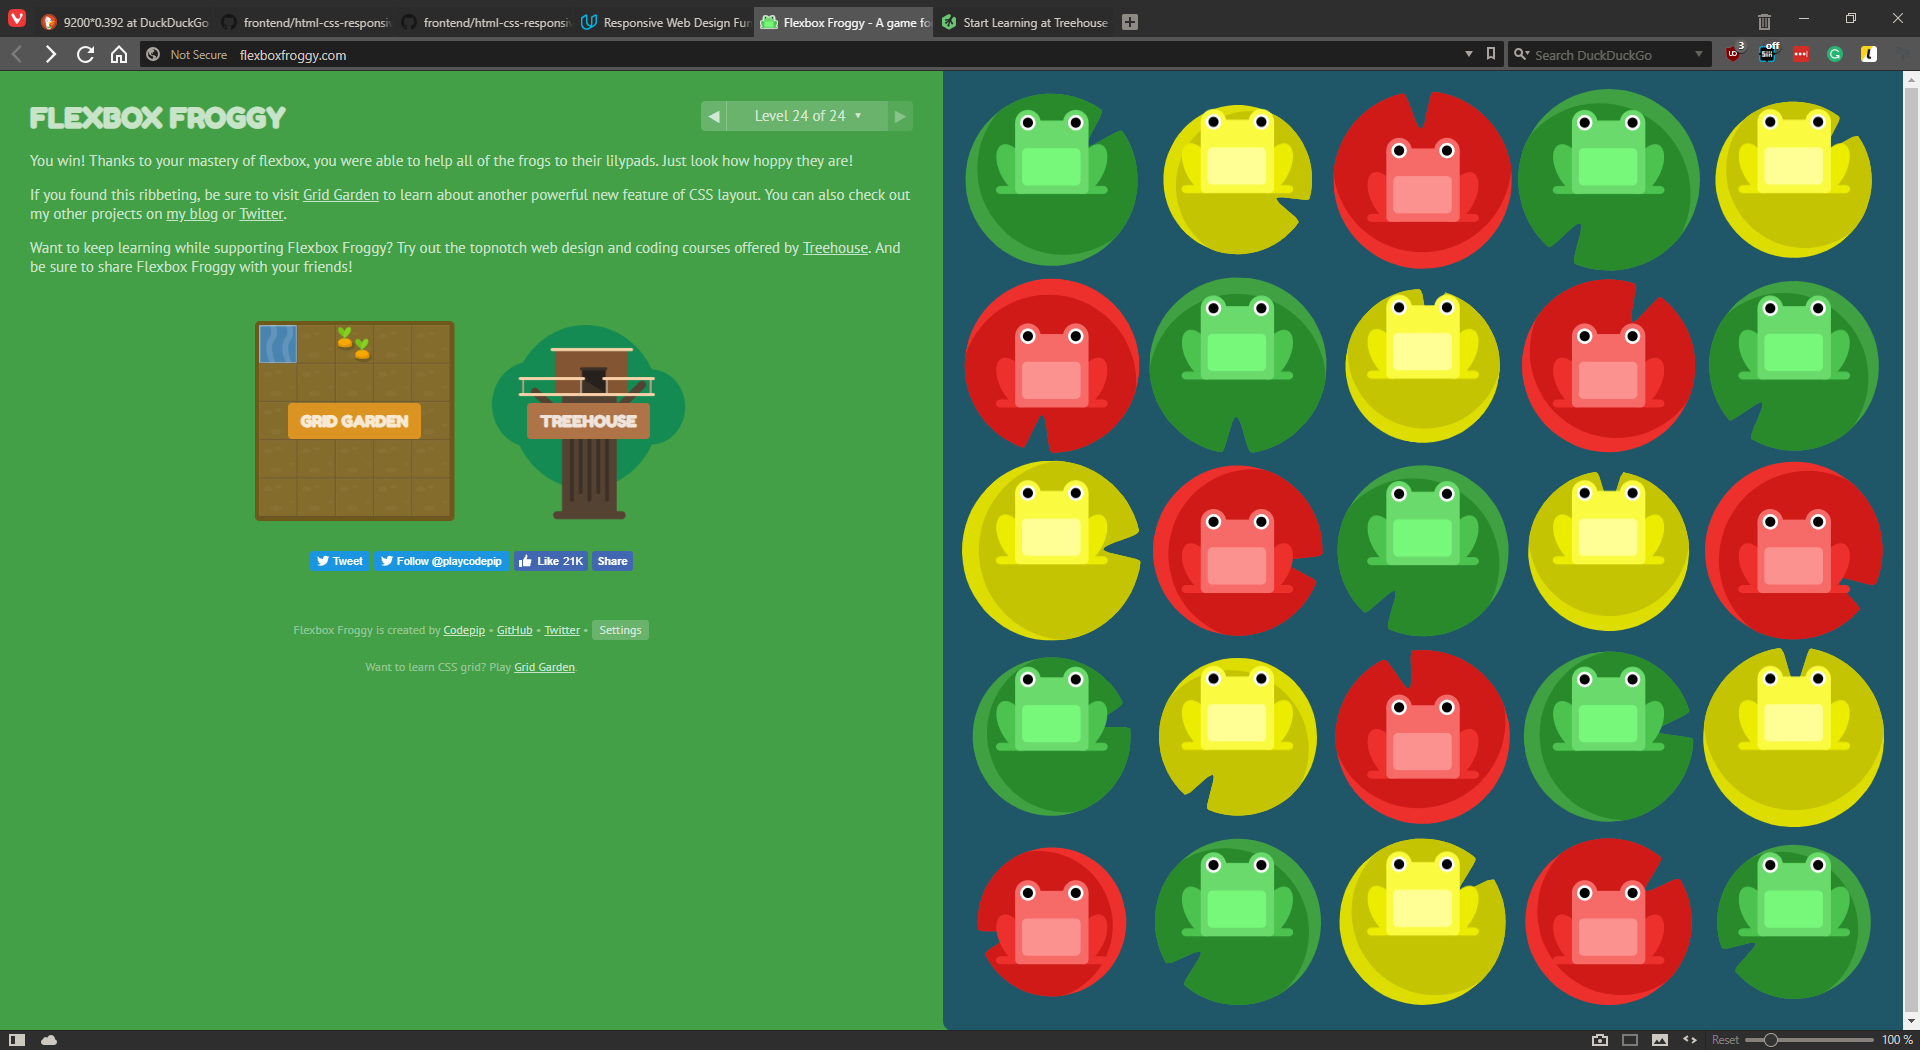 9200*0.392 at DuckDuckGo
frontend/html-css-responsiv
frontend/html-css-responsiv
Responsive Web Design Fun
Flexbox Froggy - A game fo
Start Learning at Treehouse
Not Secure flexboxfroggy.com
Search DuckDuckGo
3
off
FLEXBOX FROGGY
Level 24 of 24
You win! Thanks to your mastery of flexbox, you were able to help all of the frogs to their lilypads. Just look how hoppy they are!
If you found this ribbeting, be sure to visit Grid Garden to learn about another powerful new feature of CSS layout. You can also check out
my other projects on my blog or Twitter.
Want to keep learning while supporting Flexbox Froggy? Try out the topnotch web design and coding courses offered by Treehouse. And
be sure to share Flexbox Froggy with your friends!
GRID GARDEN
TREEHOUSE
Tweet Follow @playcodepip Like 21K Share
Flexbox Froggy is created by Codepip • GitHub • Twitter • Settings
Want to learn CSS grid? Play Grid Garden.
Reset 100 %